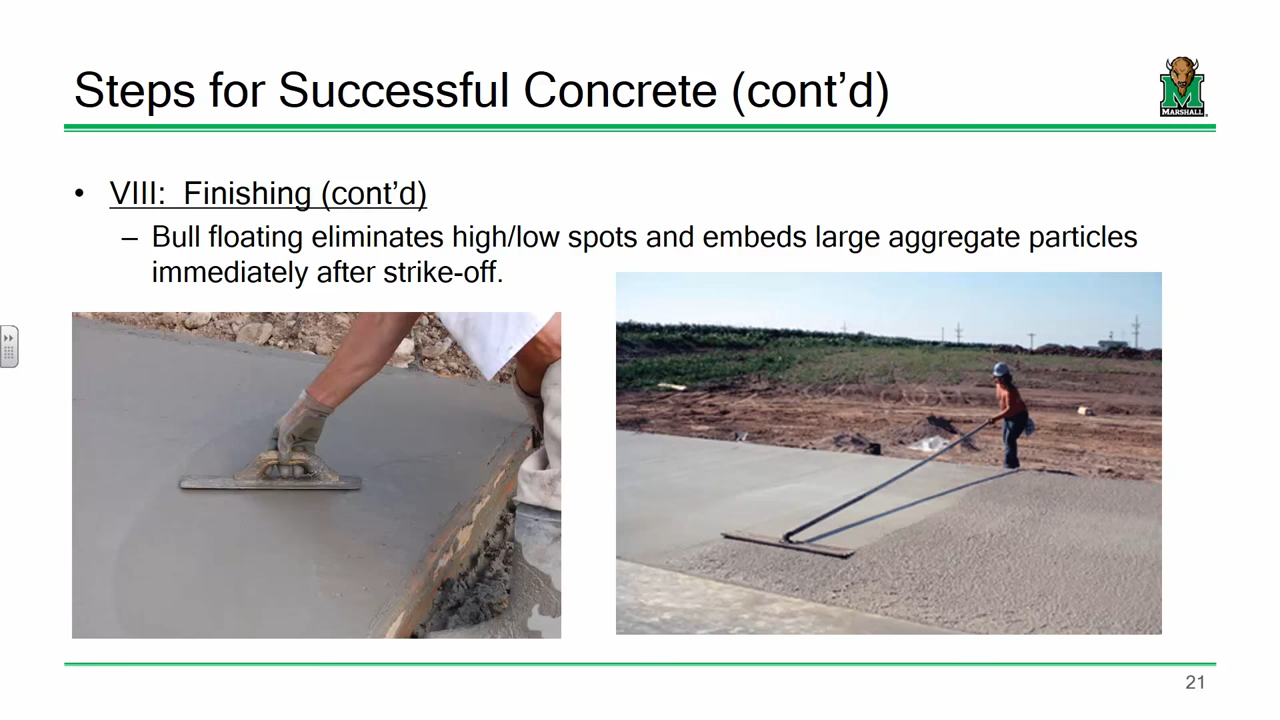 Steps for Successful Concrete (cont’d)
MARSHALL
• VIII: Finishing (cont’d)
– Bull floating eliminates high/low spots and embeds large aggregate particles
immediately after strike-off.
21